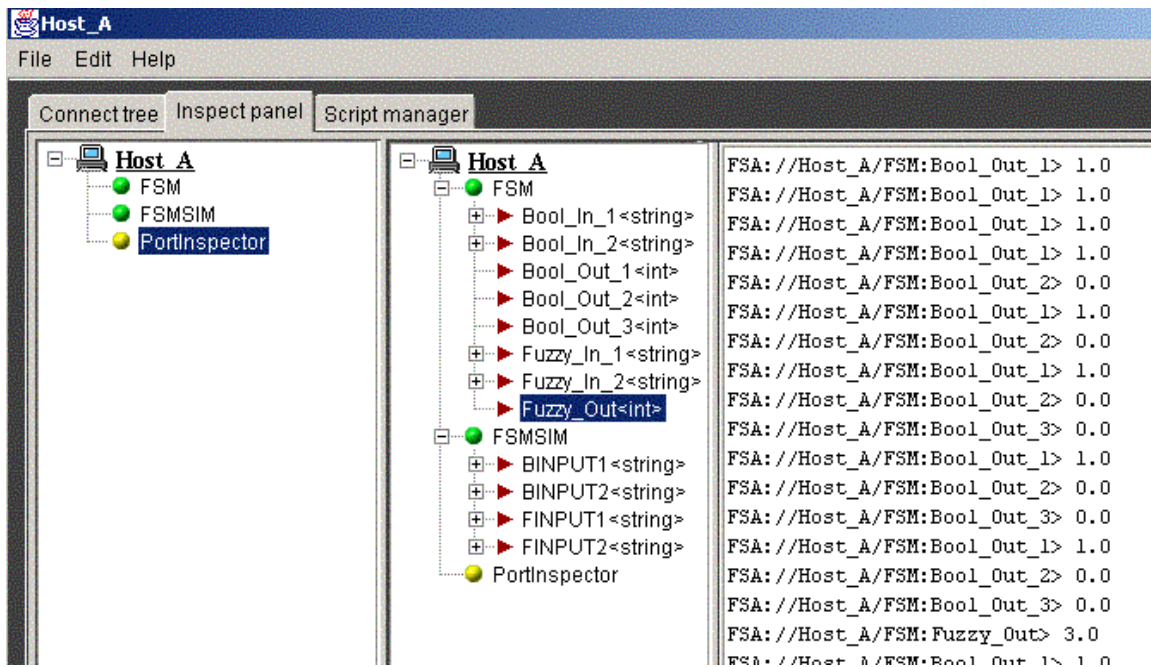 Host_A
File Edit Help
Connect tree Inspect panel Script manager
Host_A
FSM
FSMSIM
PortInspector
Host_A
FSM
Bool_In_1<string>
Bool_In_2<string>
Bool_Out_1<int>
Bool_Out_2<int>
Bool_Out_3<int>
Fuzzy_In_1<string>
Fuzzy_In_2<string>
Fuzzy_Out<int>
FSMSIM
BINPUT1<string>
BINPUT2<string>
FINPUT1<string>
FINPUT2<string>
PortInspector
FSA://Host_A/FSM:Bool_Out_1> 1.0
FSA://Host_A/FSM:Bool_Out_1> 1.0
FSA://Host_A/FSM:Bool_Out_1> 1.0
FSA://Host_A/FSM:Bool_Out_1> 1.0
FSA://Host_A/FSM:Bool_Out_2> 0.0
FSA://Host_A/FSM:Bool_Out_1> 1.0
FSA://Host_A/FSM:Bool_Out_2> 0.0
FSA://Host_A/FSM:Bool_Out_1> 1.0
FSA://Host_A/FSM:Bool_Out_2> 0.0
FSA://Host_A/FSM:Bool_Out_3> 0.0
FSA://Host_A/FSM:Bool_Out_1> 1.0
FSA://Host_A/FSM:Bool_Out_2> 0.0
FSA://Host_A/FSM:Bool_Out_3> 0.0
FSA://Host_A/FSM:Bool_Out_1> 1.0
FSA://Host_A/FSM:Bool_Out_2> 0.0
FSA://Host_A/FSM:Bool_Out_3> 0.0
FSA://Host_A/FSM:Fuzzy_Out> 3.0
FSA://Host_A/FSM:Bool_Out_1> 1.0